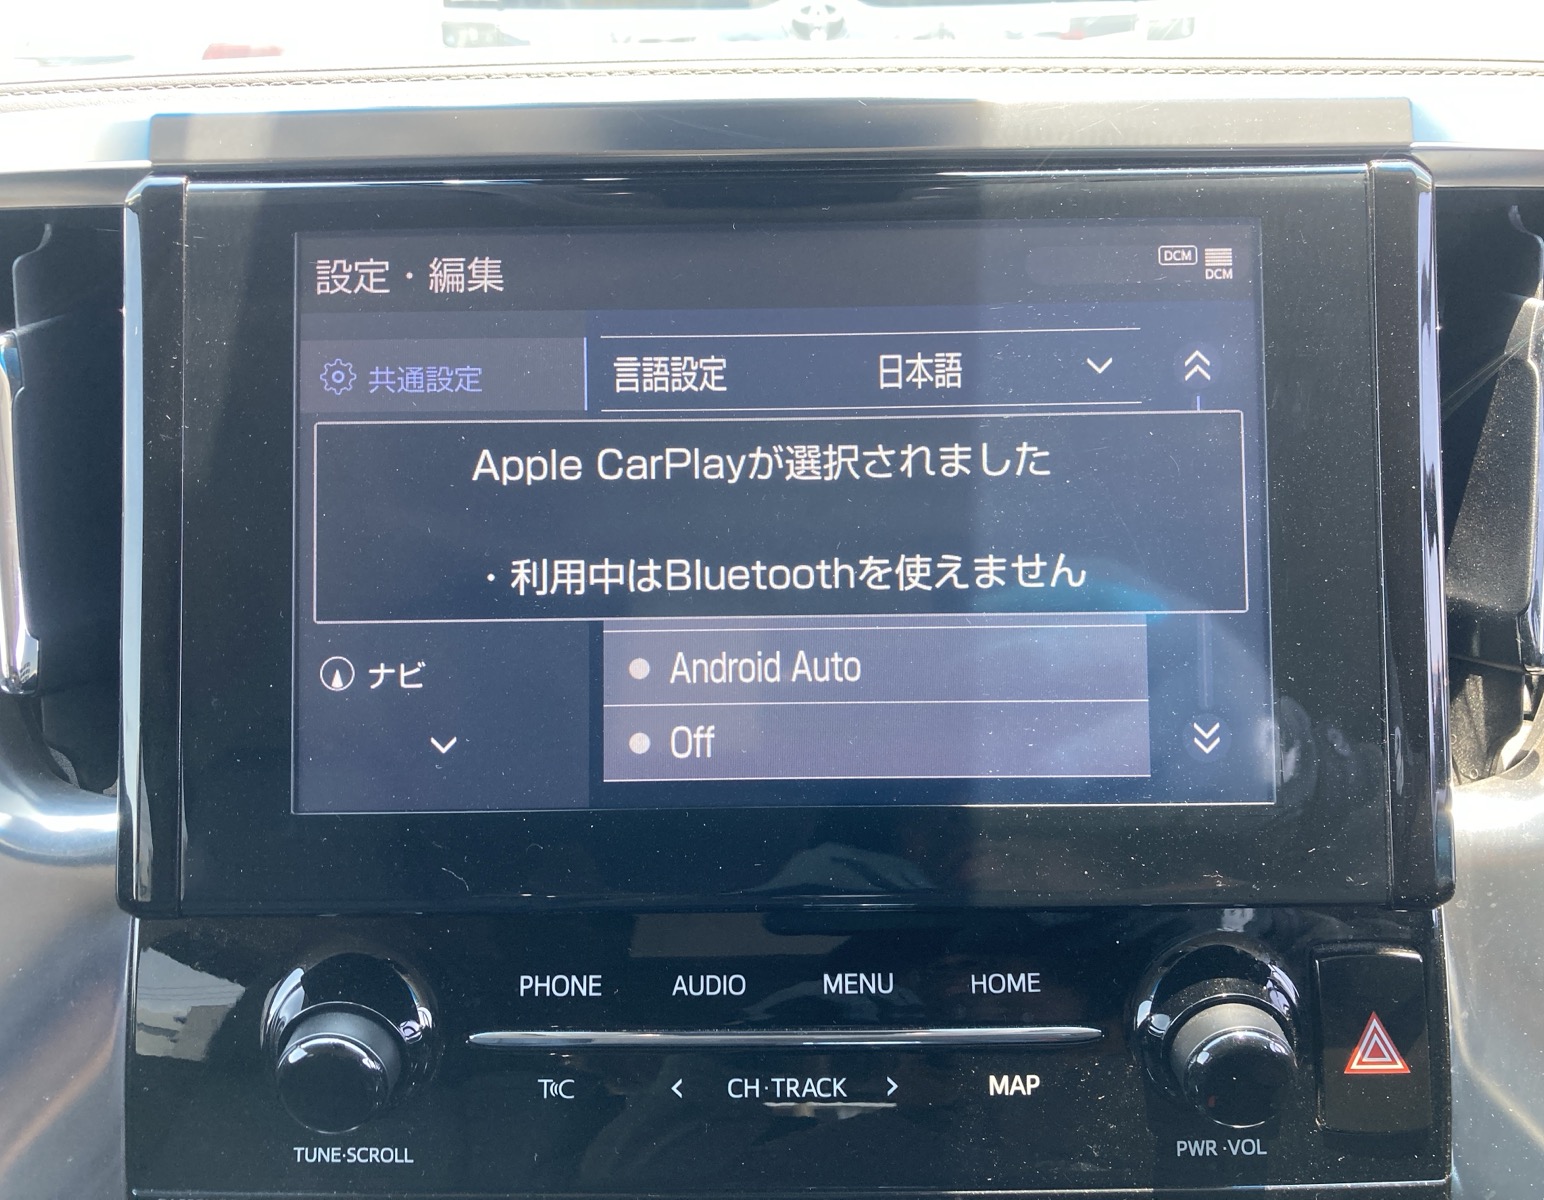 設定・編集
DCM
DCM
共通設定
言語設定 日本語
Apple CarPlayが選択されました
・利用中はBluetoothを使えません
ナビ
Android Auto
Off
PHONE AUDIO MENU HOME
T C < CH·TRACK > MAP
TUNE·SCROLL
PWR·VOL